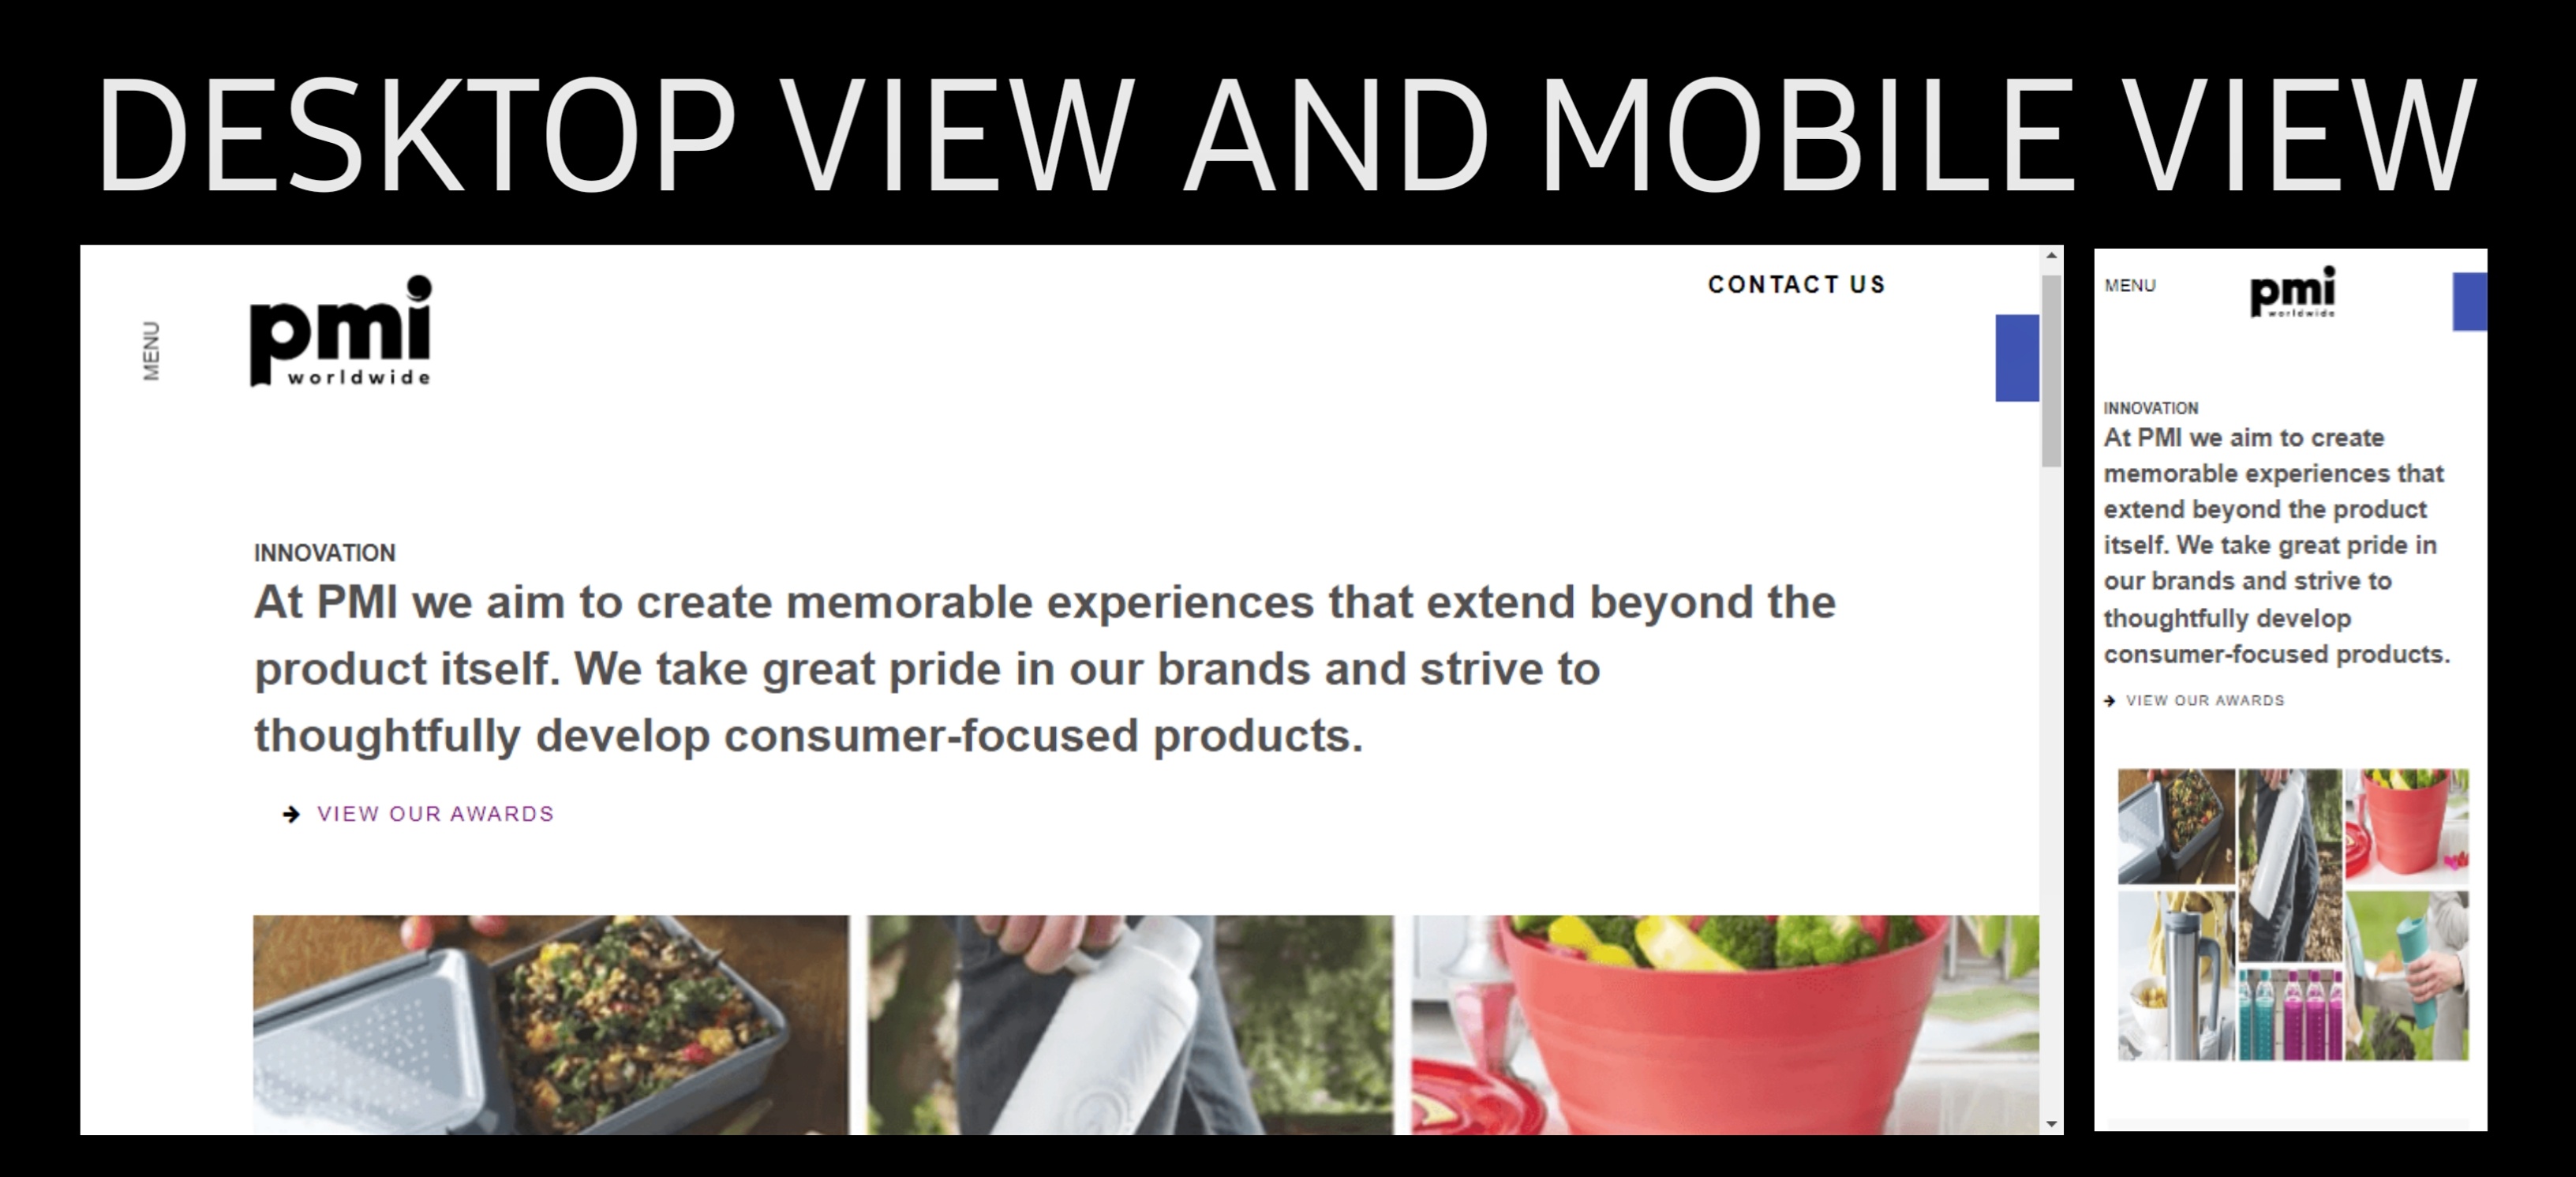 DESKTOP VIEW AND MOBILE VIEW
MENU
pmi
worldwide
CONTACT US
INNOVATION
At PMI we aim to create memorable experiences that extend beyond the
product itself. We take great pride in our brands and strive to
thoughtfully develop consumer-focused products.
VIEW OUR AWARDS
MENU
pmi
worldwide
INNOVATION
At PMI we aim to create
memorable experiences that
extend beyond the product
itself. We take great pride in
our brands and strive to
thoughtfully develop
consumer-focused products.
VIEW OUR AWARDS